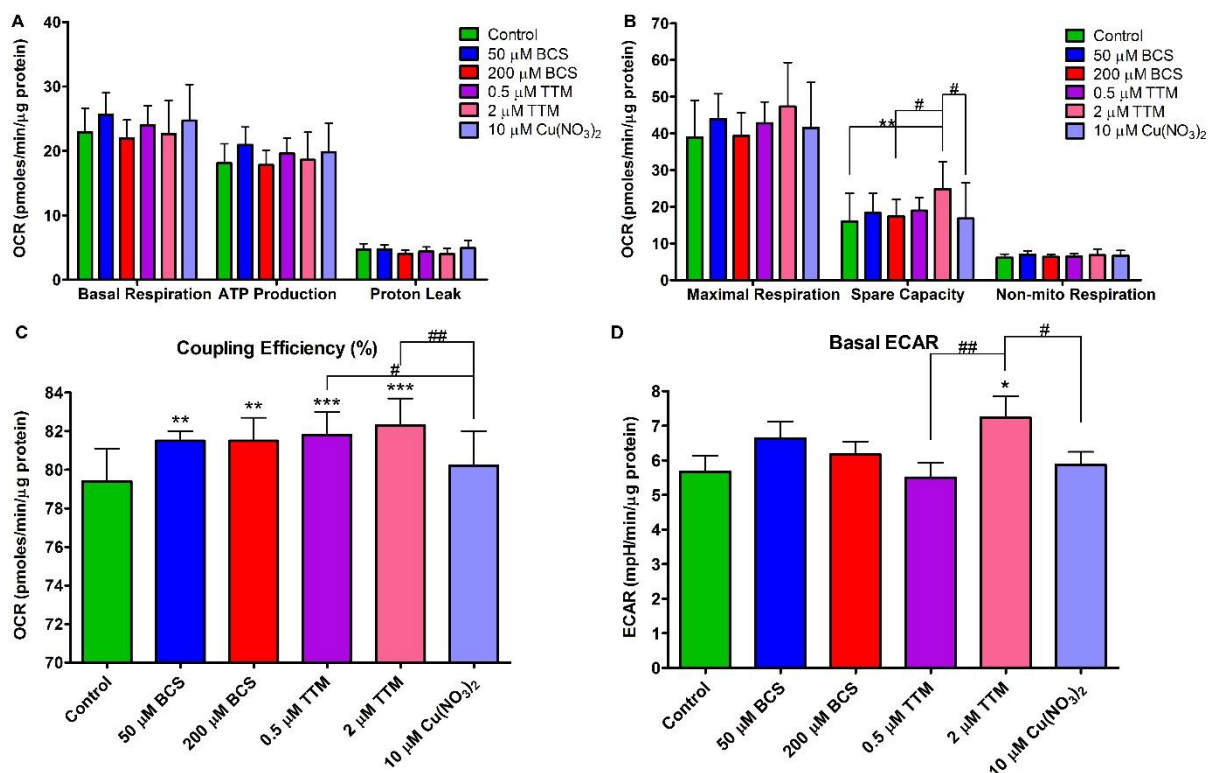 A
OCR (pmoles/min/µg protein)
40
30
20
10
0
Control
50 µM BCS
200 µM BCS
0.5 µM TTM
2 µM TTM
10 µM Cu(NO3)2
Basal Respiration ATP Production Proton Leak
B
OCR (pmoles/min/µg protein)
70
60
50
40
30
20
10
0
Control
50 µM BCS
200 µM BCS
0.5 µM TTM
2 µM TTM
10 µM Cu(NO3)2
#
#
**
Maximal Respiration Spare Capacity Non-mito Respiration
C
Coupling Efficiency (%)
OCR (pmoles/min/µg protein)
84
82
80
78
76
74
72
70
##
#
** ** *** ***
Control
50 µM BCS
200 µM BCS
0.5 µM TTM
2 µM TTM
10 µM Cu(NO3)2
D
Basal ECAR
ECAR (mpH/min/µg protein)
8
7
6
5
4
3
2
1
0
#
##
*
Control
50 µM BCS
200 µM BCS
0.5 µM TTM
2 µM TTM
10 µM Cu(NO3)2